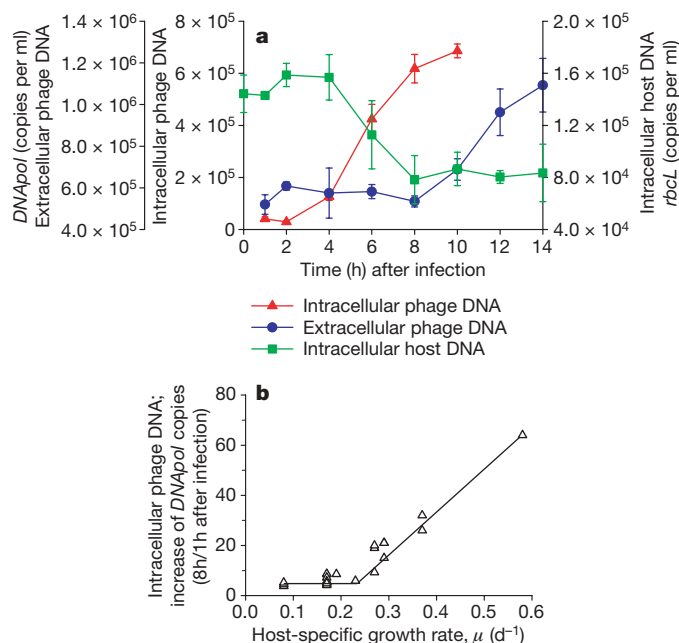 a
DNApol (copies per ml)
Extracellular phage DNA
1.4 × 10⁶
1.2 × 10⁶
1.0 × 10⁶
8.0 × 10⁵
6.0 × 10⁵
4.0 × 10⁵
Intracellular phage DNA
8 × 10⁵
6 × 10⁵
4 × 10⁵
2 × 10⁵
0
2.0 × 10⁵
1.6 × 10⁵
1.2 × 10⁵
8.0 × 10⁴
4.0 × 10⁴
Intracellular host DNA
rbcL (copies per ml)
0 2 4 6 8 10 12 14
Time (h) after infection
Intracellular phage DNA
Extracellular phage DNA
Intracellular host DNA
b
Intracellular phage DNA;
increase of DNApol copies
(8h/1h after infection)
80
60
40
20
0
0.0 0.1 0.2 0.3 0.4 0.5 0.6
Host-specific growth rate, μ (d⁻¹)